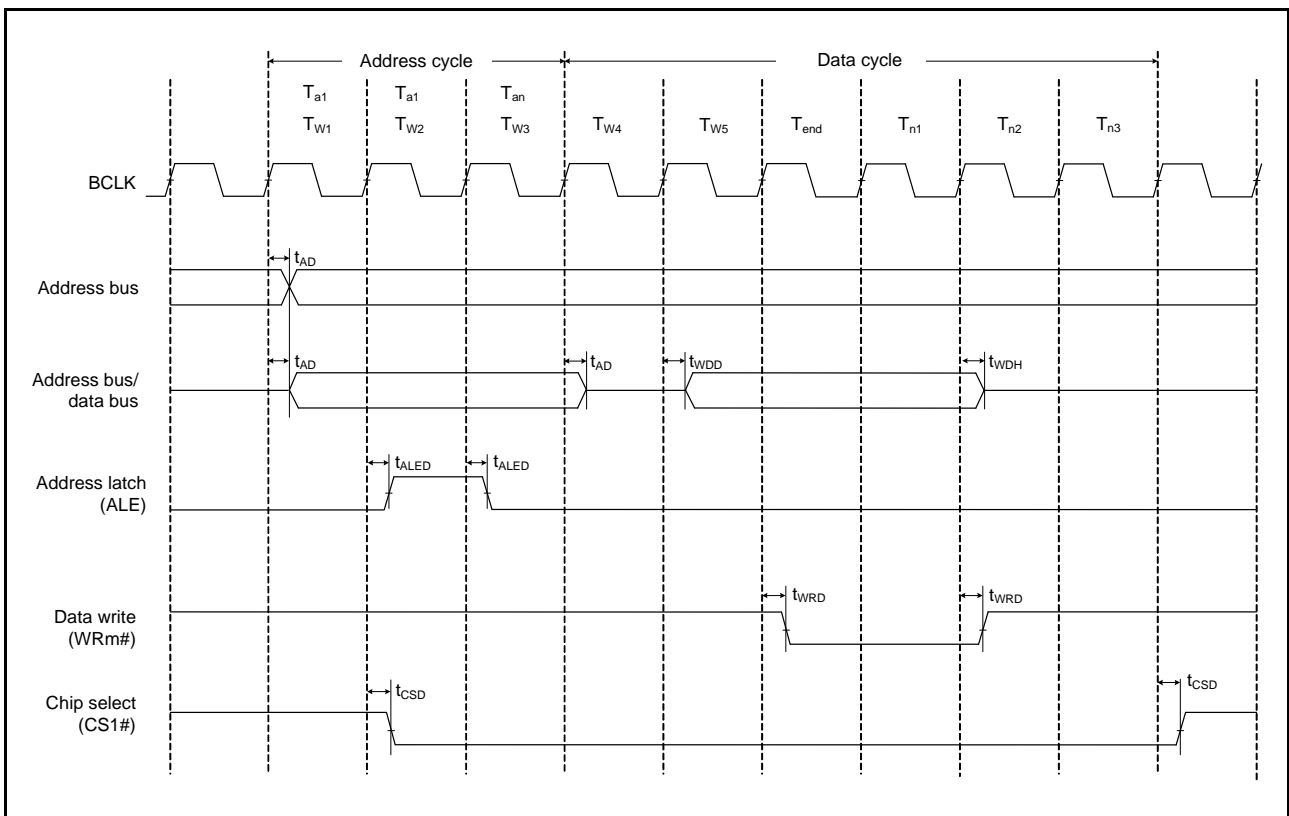 Address cycle Data cycle
Ta1 Ta1 Tan
TW1 TW2 TW3 TW4 TW5 Tend Tn1 Tn2 Tn3
BCLK
tAD
Address bus
tAD tAD tWDD tWDH
Address bus/
data bus
tALED tALED
Address latch
(ALE)
tWRD tWRD
Data write
(WRm#)
tCSD tCSD
Chip select
(CS1#)